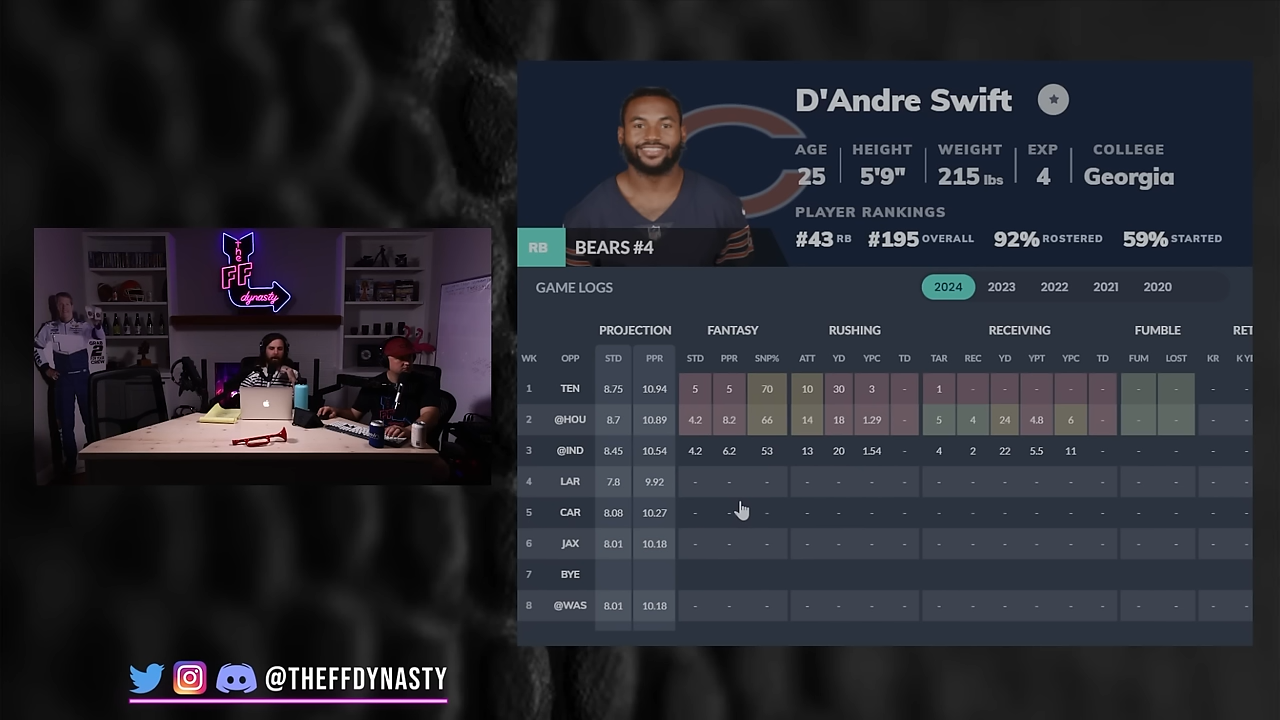 The
FF
dynasty
D'Andre Swift
AGE HEIGHT WEIGHT EXP COLLEGE
25 5'9" 215 lbs 4 Georgia
PLAYER RANKINGS
#43 RB #195 OVERALL 92% ROSTERED 59% STARTED
RB BEARS #4
GAME LOGS 2024 2023 2022 2021 2020
PROJECTION FANTASY RUSHING RECEIVING FUMBLE RET
WK OPP STD PPR STD PPR SNP% ATT YD YPC TD TAR REC YD YPT YPC TD FUM LOST KR K YI
1 TEN 8.75 10.94 5 5 70 10 30 3 - 1 - - - - - - - - -
2 @HOU 8.7 10.89 4.2 8.2 66 14 18 1.29 - 5 4 24 4.8 6 - - - - -
3 @IND 8.45 10.54 4.2 6.2 53 13 20 1.54 - 4 2 22 5.5 11 - - - - -
4 LAR 7.8 9.92 - - - - - - - - - - - - - - - - -
5 CAR 8.08 10.27 - - - - - - - - - - - - - - - - -
6 JAX 8.01 10.18 - - - - - - - - - - - - - - - - -
7 BYE
8 @WAS 8.01 10.18 - - - - - - - - - - - - - - - - -
@THEFFDYNASTY